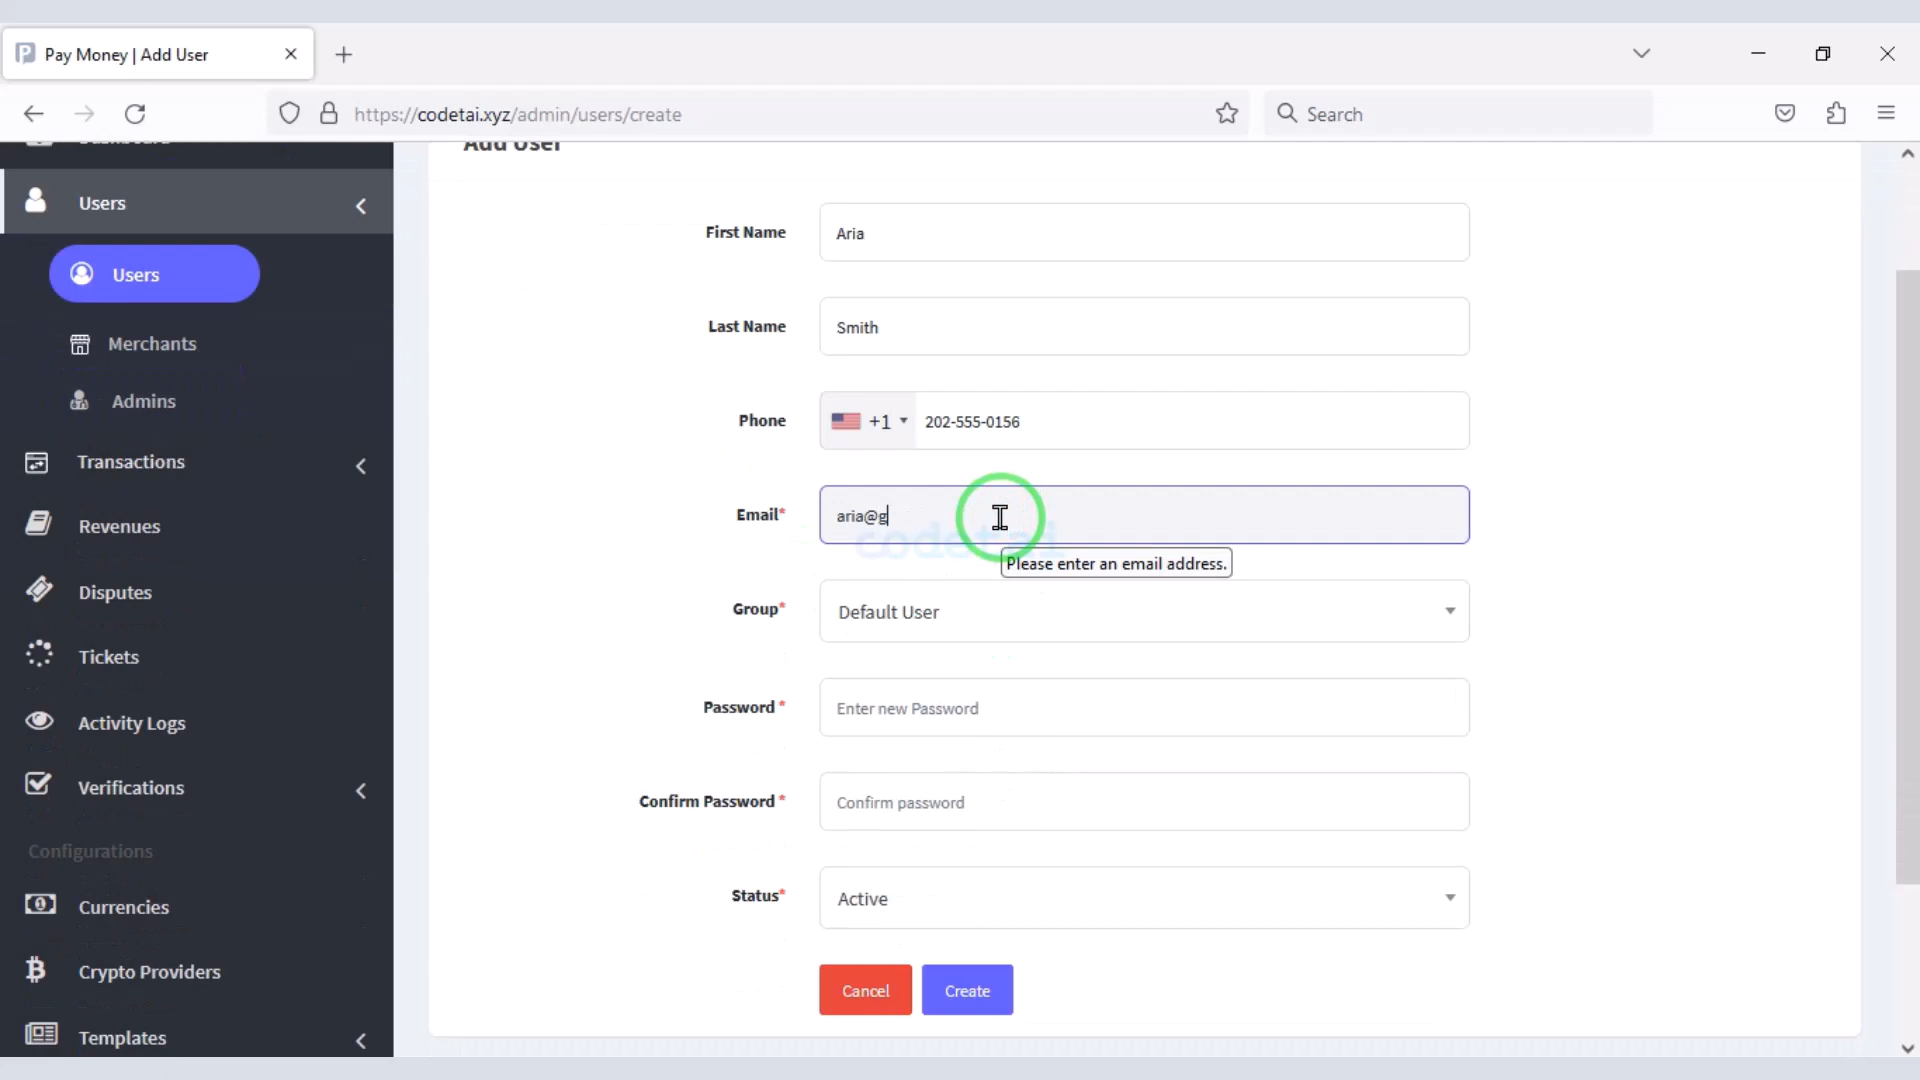 Pay Money | Add User
https://codetai.xyz/admin/users/create
Search
Dashboard
Users
Users
Merchants
Admins
Transactions
Revenues
Disputes
Tickets
Activity Logs
Verifications
Configurations
Currencies
Crypto Providers
Templates
Add User
First Name
Aria
Last Name
Smith
Phone
+1
202-555-0156
Email*
aria@g
codetai
Please enter an email address.
Group*
Default User
Password *
Enter new Password
Confirm Password *
Confirm password
Status*
Active
Cancel
Create